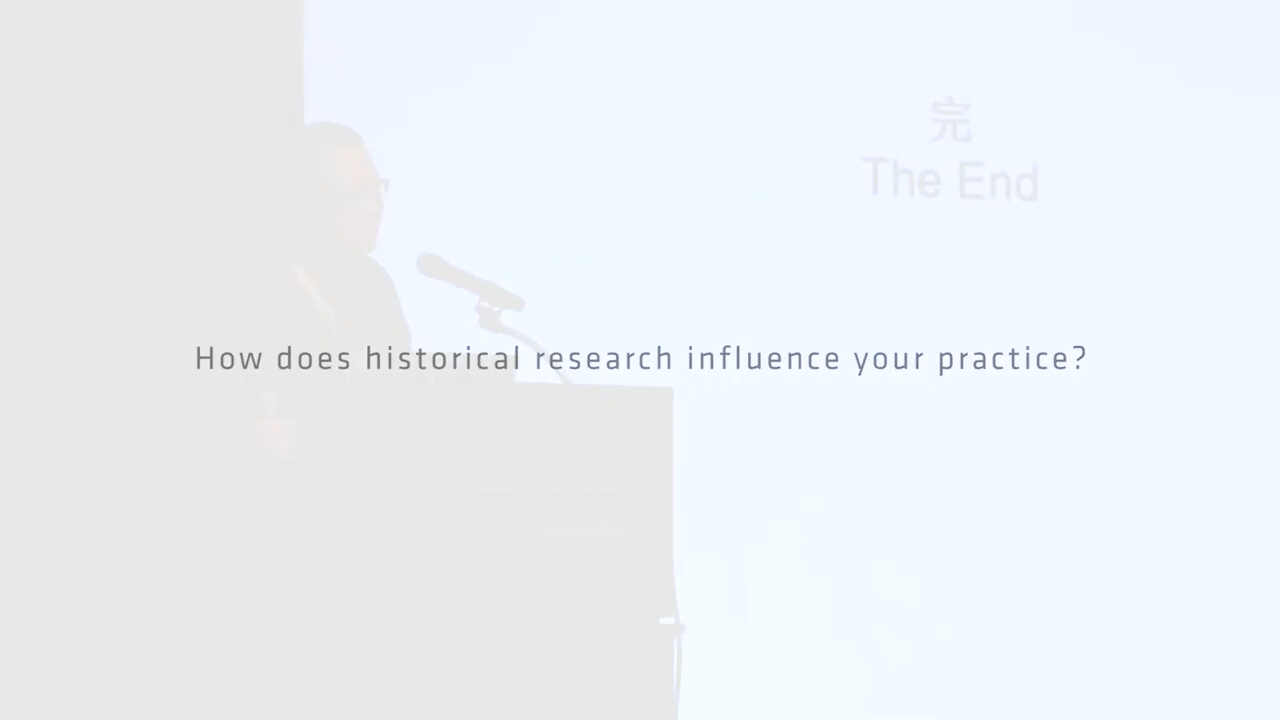 完
The End
How does historical research influence your practice?